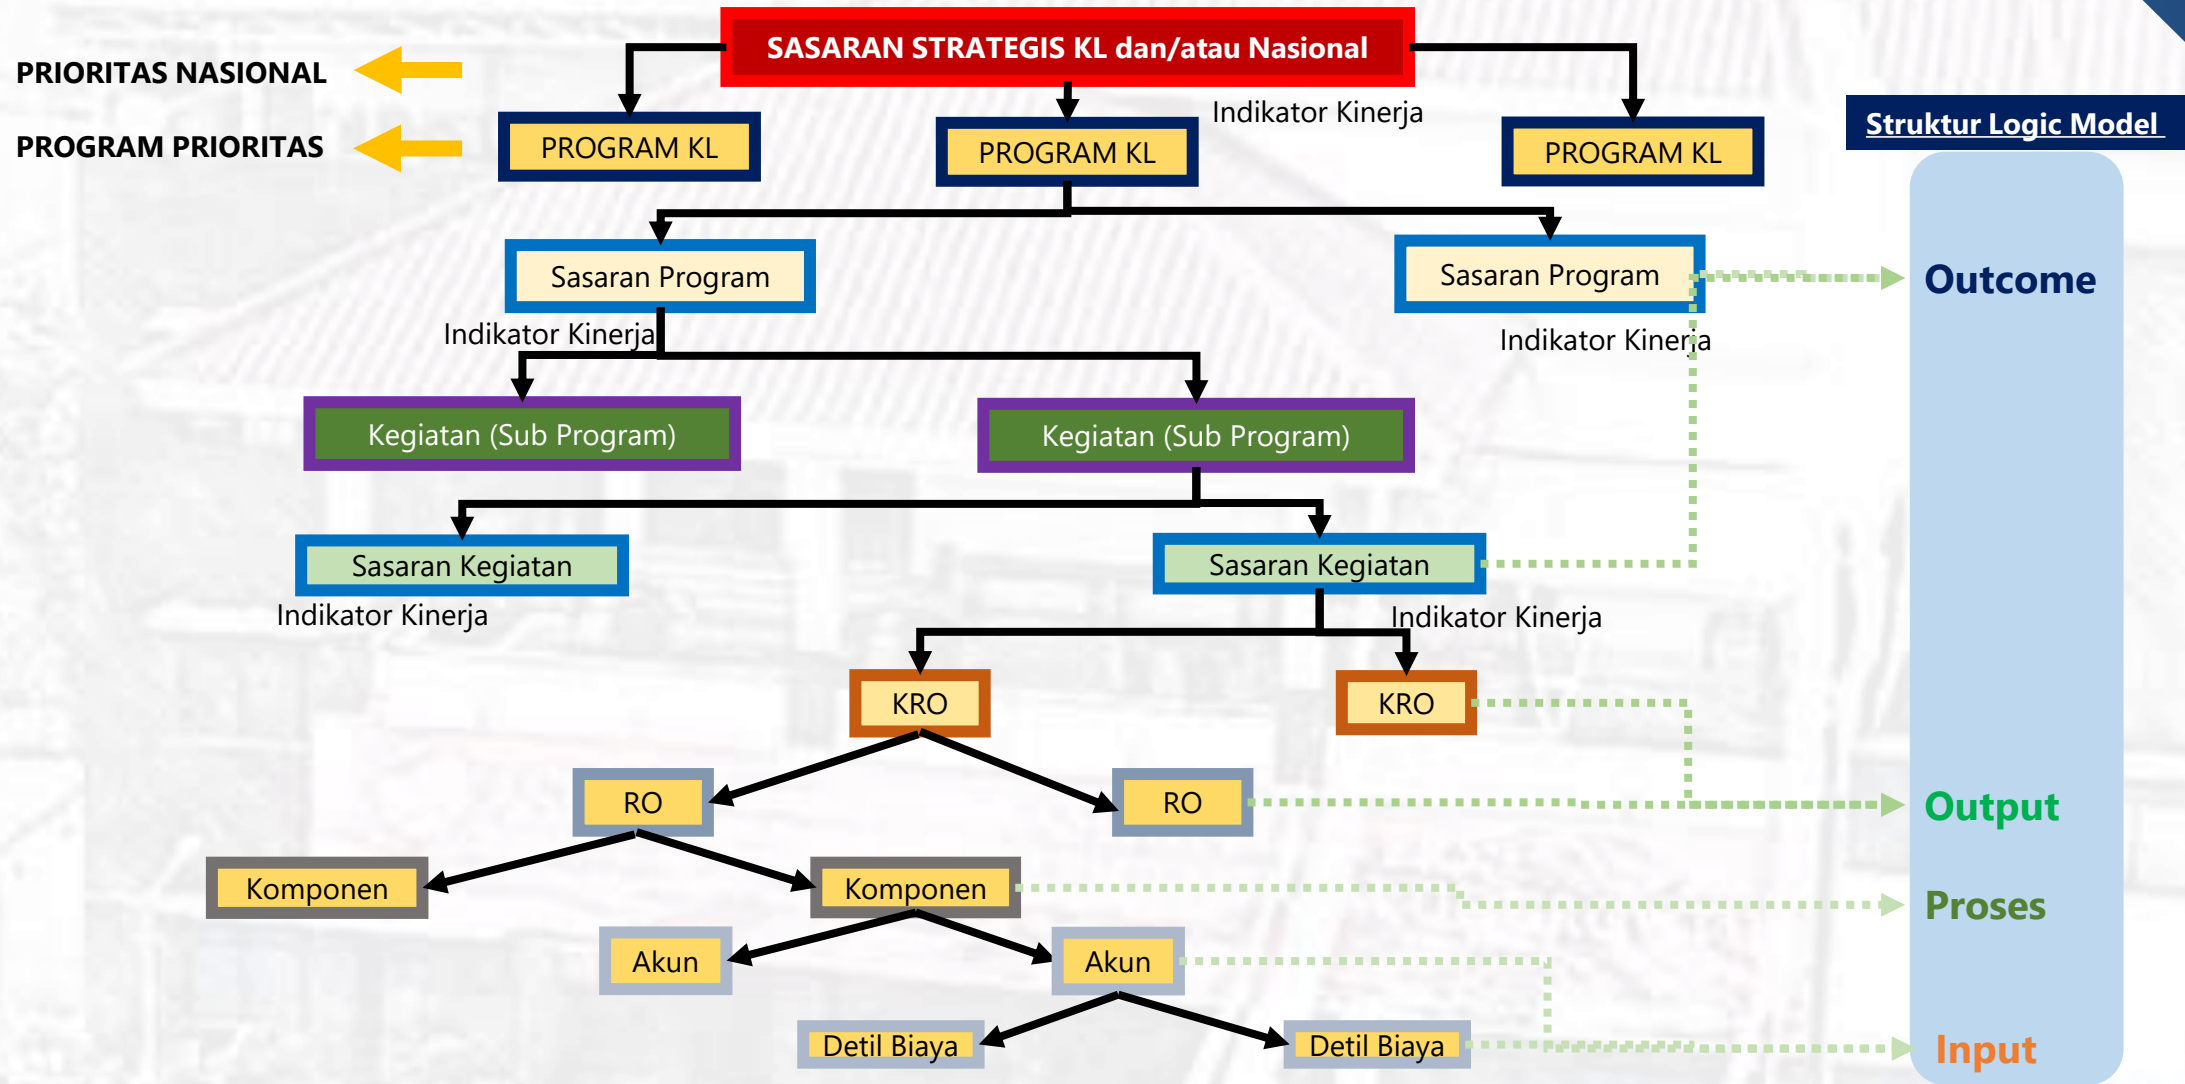 SASARAN STRATEGIS KL dan/atau Nasional
PRIORITAS NASIONAL
Indikator Kinerja
PROGRAM PRIORITAS
PROGRAM KL
PROGRAM KL
PROGRAM KL
Struktur Logic Model
Sasaran Program
Sasaran Program
Outcome
Indikator Kinerja
Indikator Kinerja
Kegiatan (Sub Program)
Kegiatan (Sub Program)
Sasaran Kegiatan
Sasaran Kegiatan
Indikator Kinerja
Indikator Kinerja
KRO
KRO
RO
RO
Output
Komponen
Komponen
Proses
Akun
Akun
Detil Biaya
Detil Biaya
Input